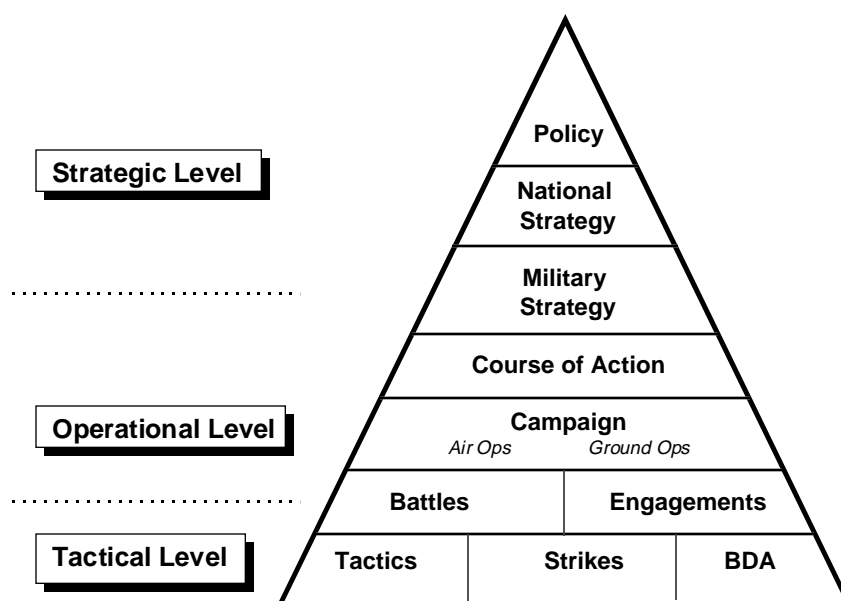 Policy
Strategic Level
National
Strategy
Military
Strategy
Course of Action
Operational Level
Campaign
Air Ops Ground Ops
Battles Engagements
Tactical Level
Tactics Strikes BDA